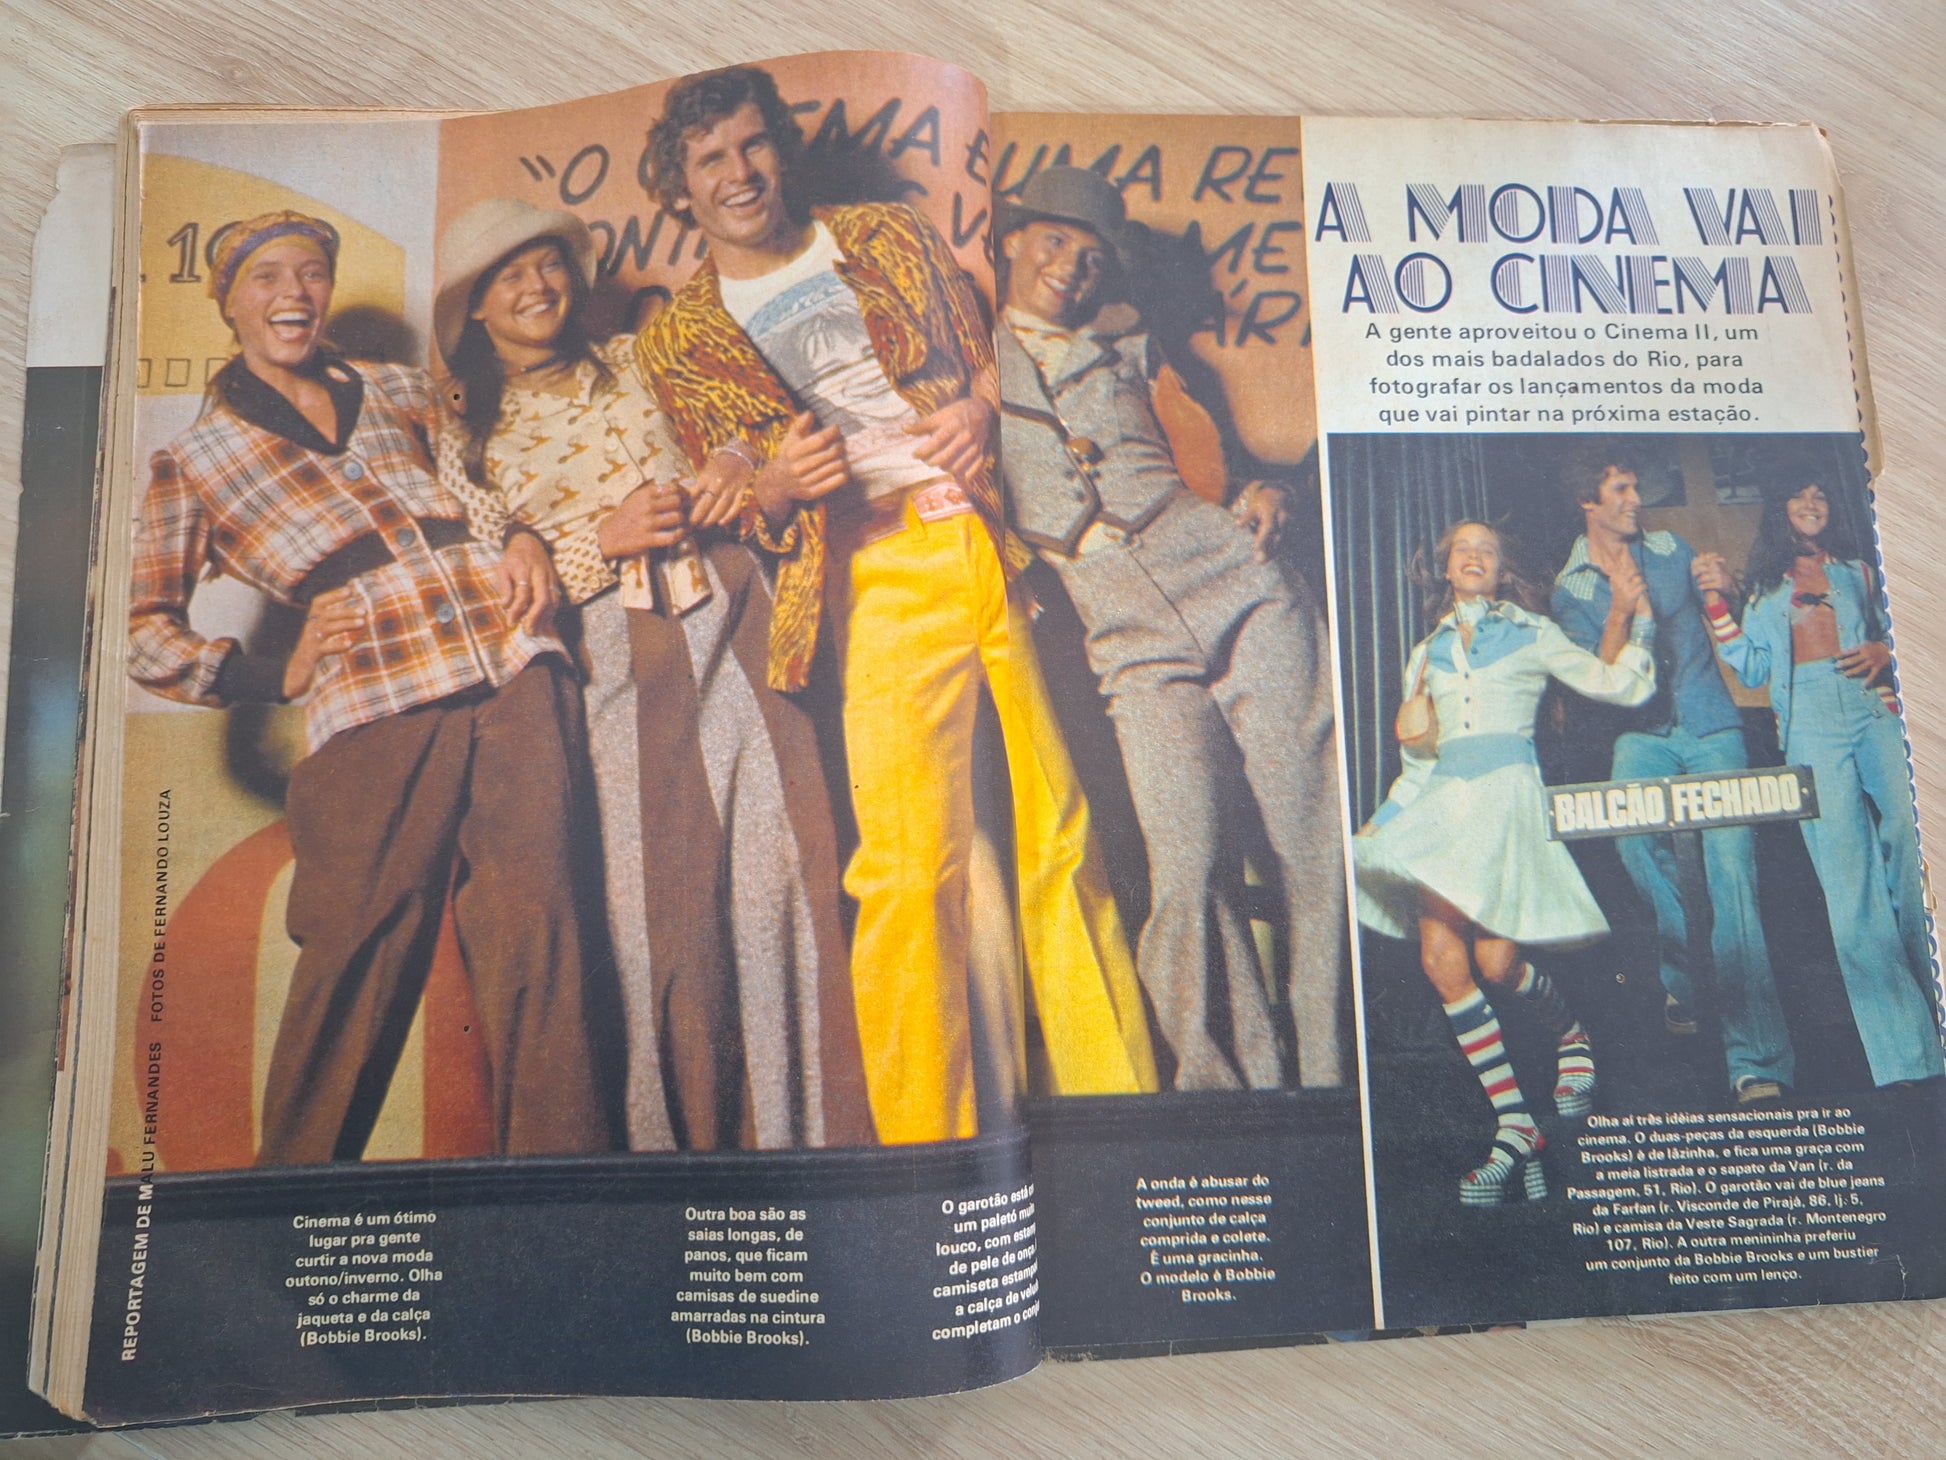 . 10
"O
EMA É UMA RE
ONTI
V
ME
ÁRI
A MODA VAI
AO CINEMA
A gente aproveitou o Cinema II, um
dos mais badalados do Rio, para
fotografar os lançamentos da moda
que vai pintar na próxima estação.
BALCÃO FECHADO
REPORTAGEM DE MALU FERNANDES FOTOS DE FERNANDO LOUZA
Cinema é um ótimo
lugar pra gente
curtir a nova moda
outono/inverno. Olha
só o charme da
jaqueta e da calça
(Bobbie Brooks).
Outra boa são as
saias longas, de
panos, que ficam
muito bem com
camisas de suedine
amarradas na cintura
(Bobbie Brooks).
O garotão está
um paletó
louco, com
de pele de onça
camiseta
a calça de
completam o
A onda é abusar do
tweed, como nesse
conjunto de calça
comprida e colete.
É uma gracinha.
O modelo é Bobbie
Brooks.
Olha aí três idéias sensacionais pra ir ao
cinema. O duas-peças da esquerda (Bobbie
Brooks) é de lãzinha, e fica uma graça com
a meia listrada e o sapato da Van (r. da
Passagem, 51, Rio). O garotão vai de blue jeans
da Farfan (r. Visconde de Pirajá, 86, lj. 5,
Rio) e camisa da Veste Sagrada (r. Montenegro
107, Rio). A outra menininha preferiu
um conjunto da Bobbie Brooks e um bustier
feito com um lenço.